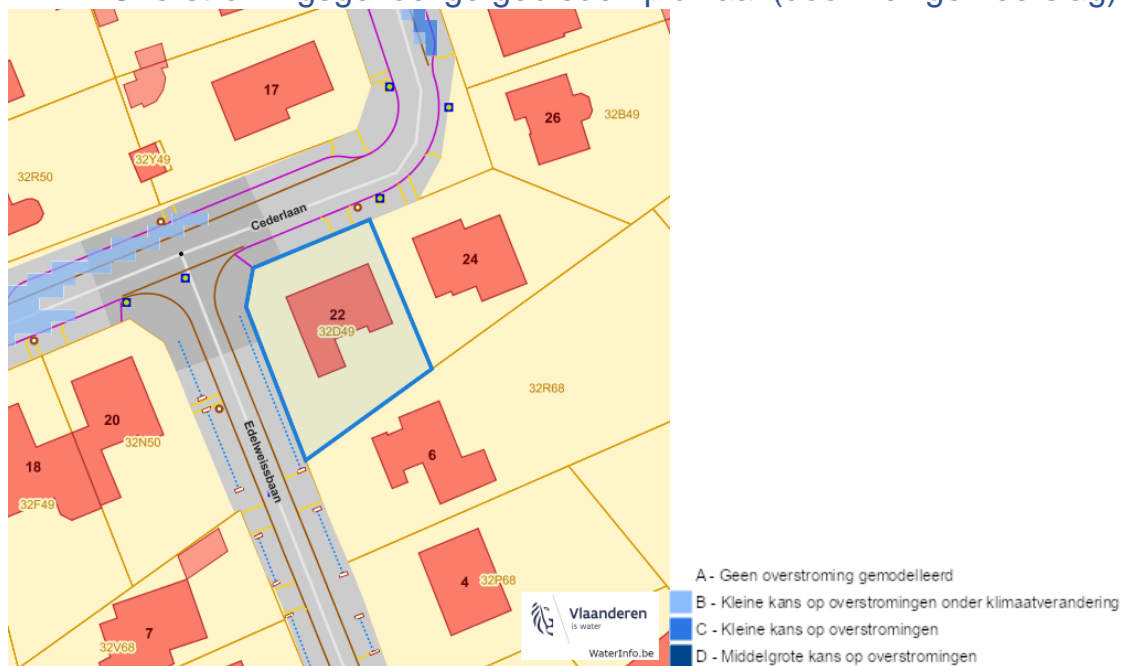 17
26
32B49
32Y49
32R50
Cederlaan
24
22
32D49
32R68
20
32N50
Edelweissbaan
6
18
32F49
4
32P68
7
32V68
Vlaanderen
is water
WaterInfo.be
A - Geen overstroming gemodelleerd
B - Kleine kans op overstromingen onder klimaatverandering
C - Kleine kans op overstromingen
D - Middelgrote kans op overstromingen